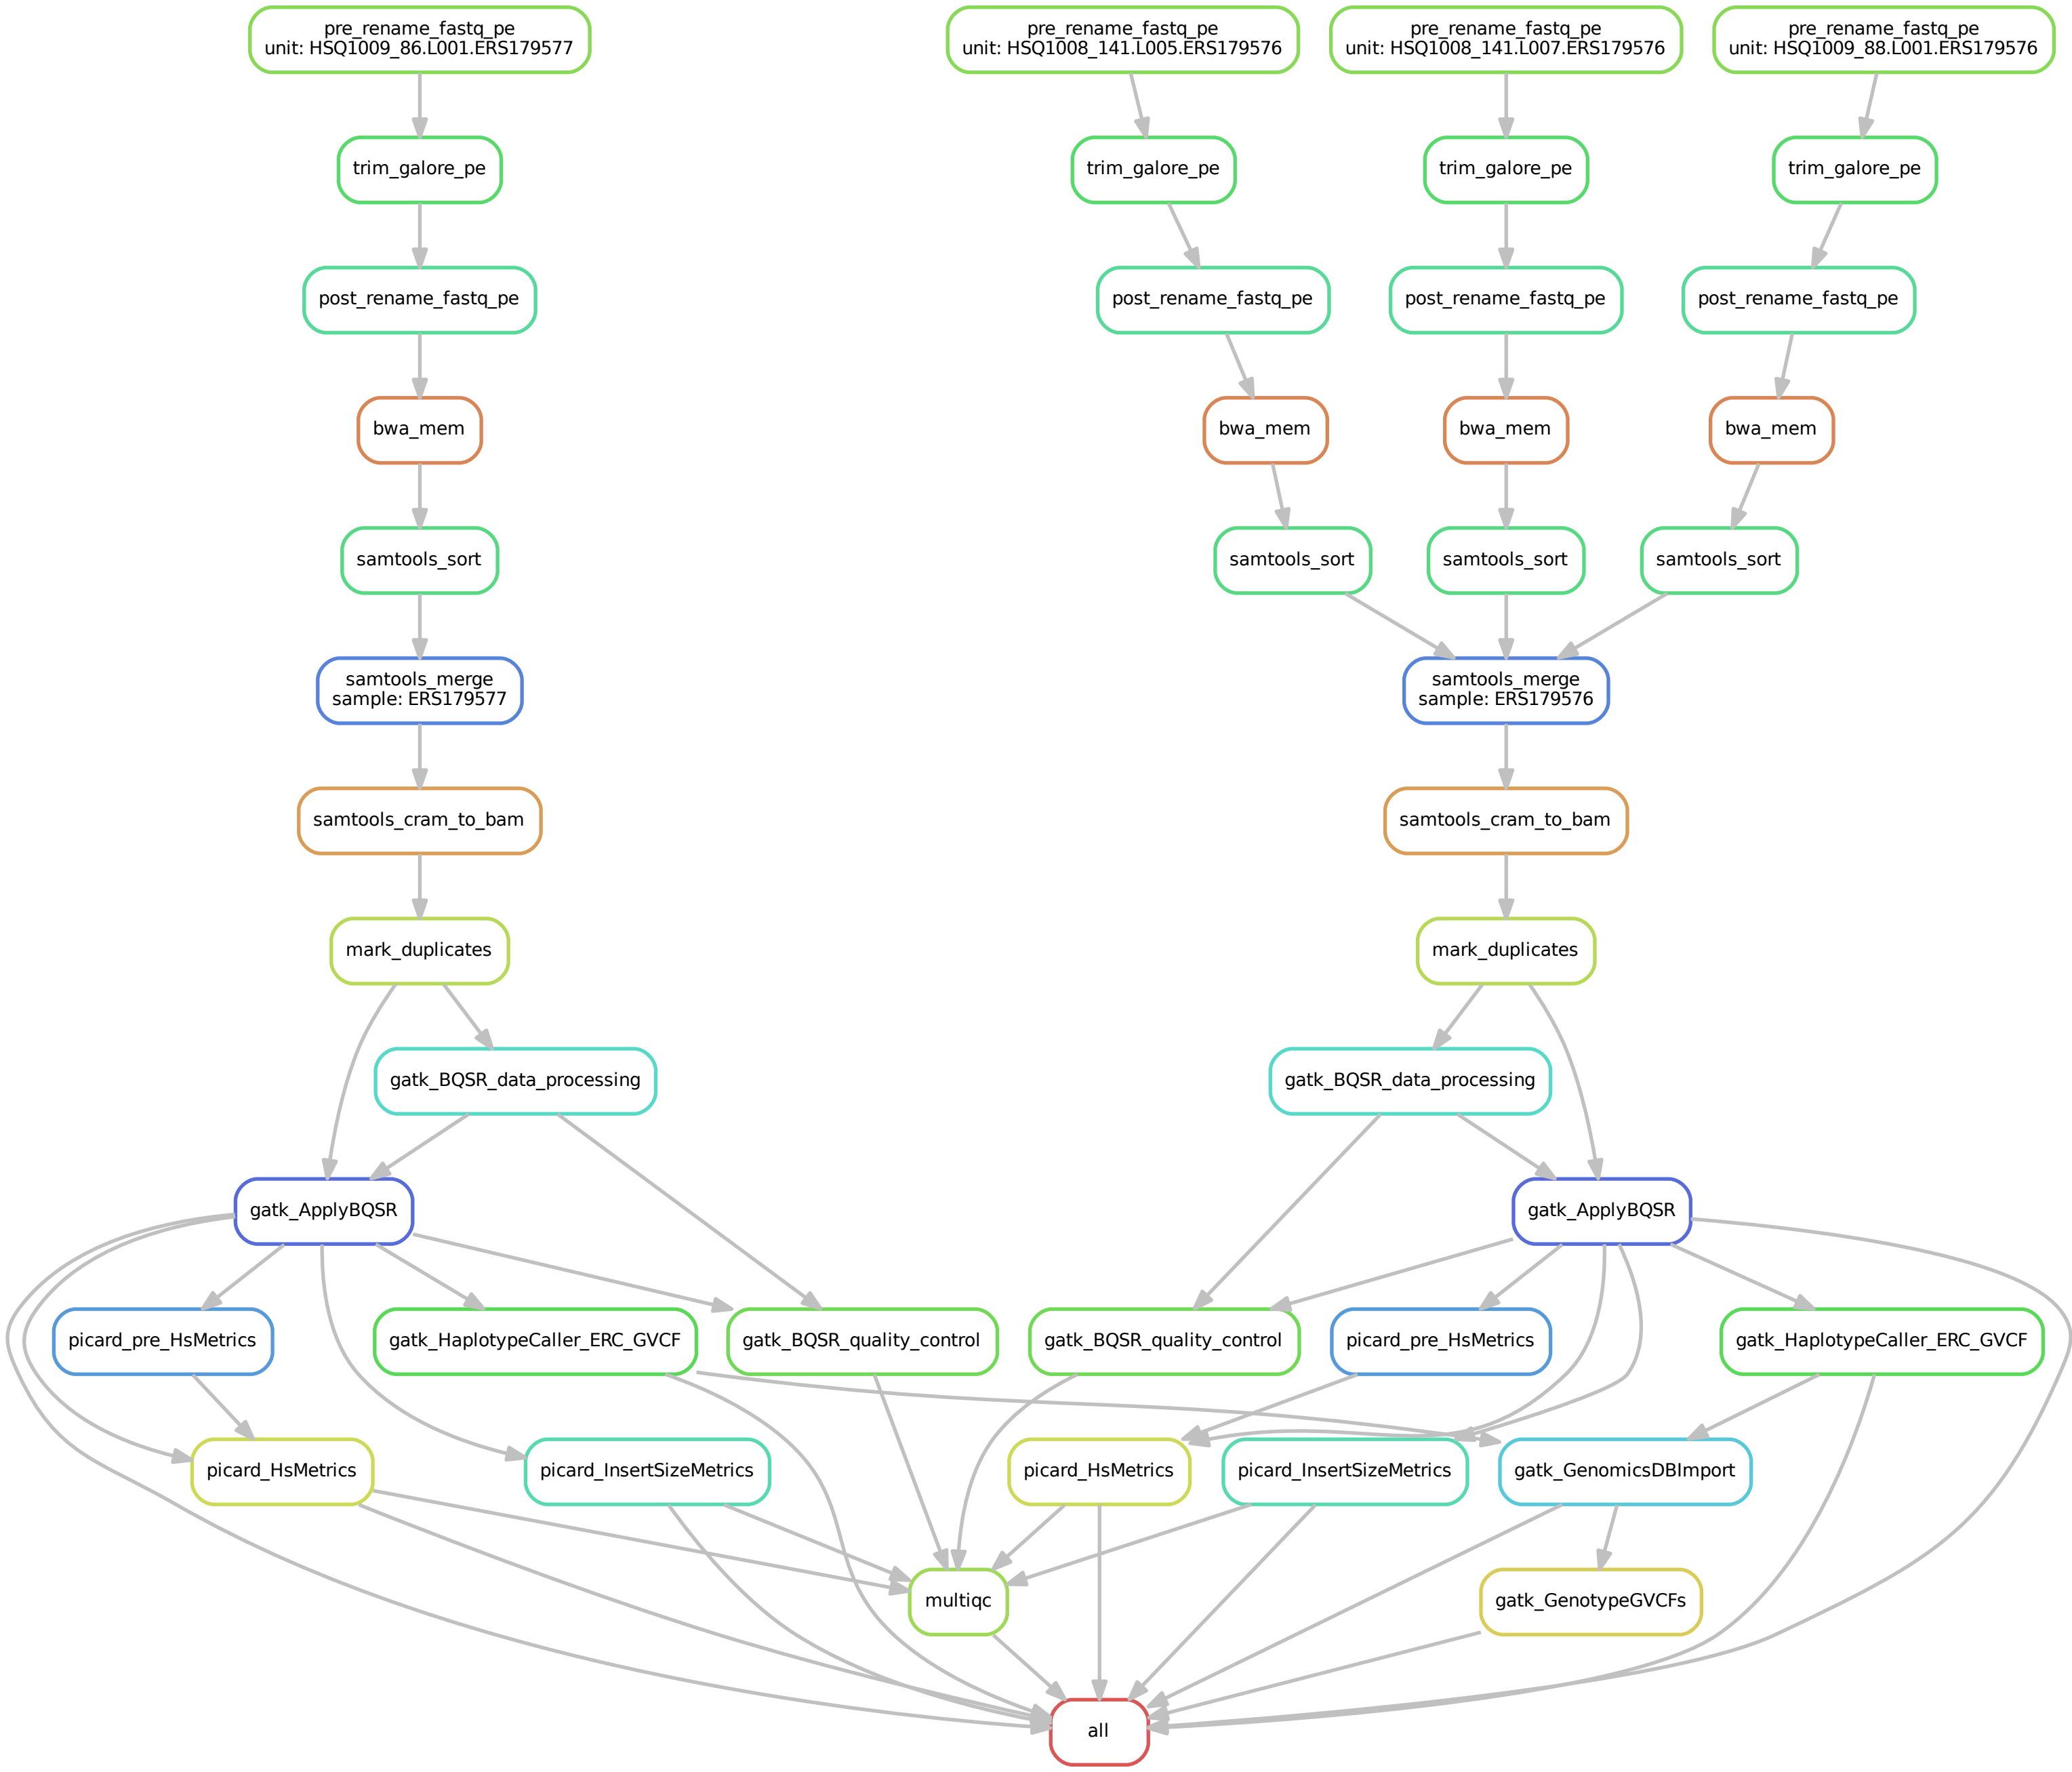 pre_rename_fastq_pe
unit: HSQ1009_86.L001.ERS179577
pre_rename_fastq_pe
unit: HSQ1008_141.L005.ERS179576
pre_rename_fastq_pe
unit: HSQ1008_141.L007.ERS179576
pre_rename_fastq_pe
unit: HSQ1009_88.L001.ERS179576
trim_galore_pe
trim_galore_pe
trim_galore_pe
trim_galore_pe
post_rename_fastq_pe
post_rename_fastq_pe
post_rename_fastq_pe
post_rename_fastq_pe
bwa_mem
bwa_mem
bwa_mem
bwa_mem
samtools_sort
samtools_sort
samtools_sort
samtools_sort
samtools_merge
sample: ERS179577
samtools_merge
sample: ERS179576
samtools_cram_to_bam
samtools_cram_to_bam
mark_duplicates
mark_duplicates
gatk_BQSR_data_processing
gatk_BQSR_data_processing
gatk_ApplyBQSR
gatk_ApplyBQSR
picard_pre_HsMetrics
gatk_HaplotypeCaller_ERC_GVCF
gatk_BQSR_quality_control
gatk_BQSR_quality_control
picard_pre_HsMetrics
gatk_HaplotypeCaller_ERC_GVCF
picard_HsMetrics
picard_InsertSizeMetrics
picard_HsMetrics
picard_InsertSizeMetrics
gatk_GenomicsDBImport
multiqc
gatk_GenotypeGVCFs
all